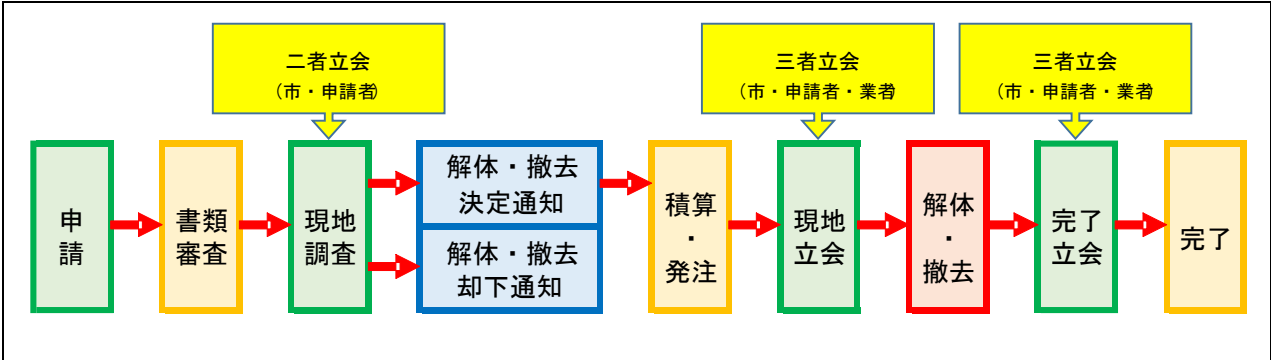 二者立会
（市・申請者）
三者立会
（市・申請者・業者）
三者立会
（市・申請者・業者）
申
請
書類
審査
現地
調査
解体・撤去
決定通知
解体・撤去
却下通知
積算
・
発注
現地
立会
解体
・
撤去
完了
立会
完了